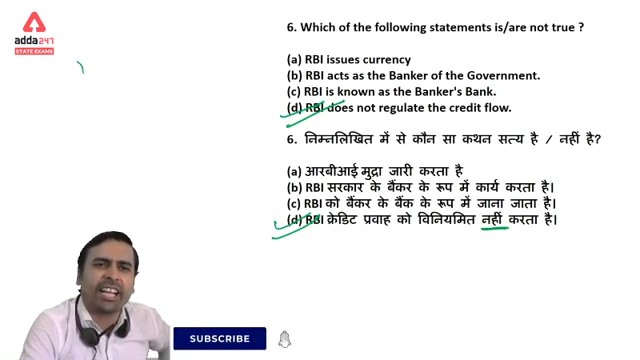 adda247
STATE EXAMS
6. Which of the following statements is/are not true ?
(a) RBI issues currency
(b) RBI acts as the Banker of the Government.
(c) RBI is known as the Banker's Bank.
(d) RBI does not regulate the credit flow.
6. निम्नलिखित में से कौन सा कथन सत्य है / नहीं है?
(a) आरबीआई मुद्रा जारी करता है
(b) RBI सरकार के बैंकर के रूप में कार्य करता है।
(c) RBI को बैंकर के बैंक के रूप में जाना जाता है।
(d) RBI क्रेडिट प्रवाह को विनियमित नहीं करता है।
SUBSCRIBE